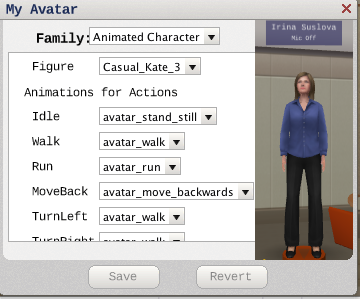 My Avatar
Irina Suslova
Mic Off
Family: Animated Character
Figure Casual_Kate_3
Animations for Actions
Idle avatar_stand_still
Walk avatar_walk
Run avatar_run
MoveBack avatar_move_backwards
TurnLeft avatar_walk
TurnRight avatar_walk
Save Revert